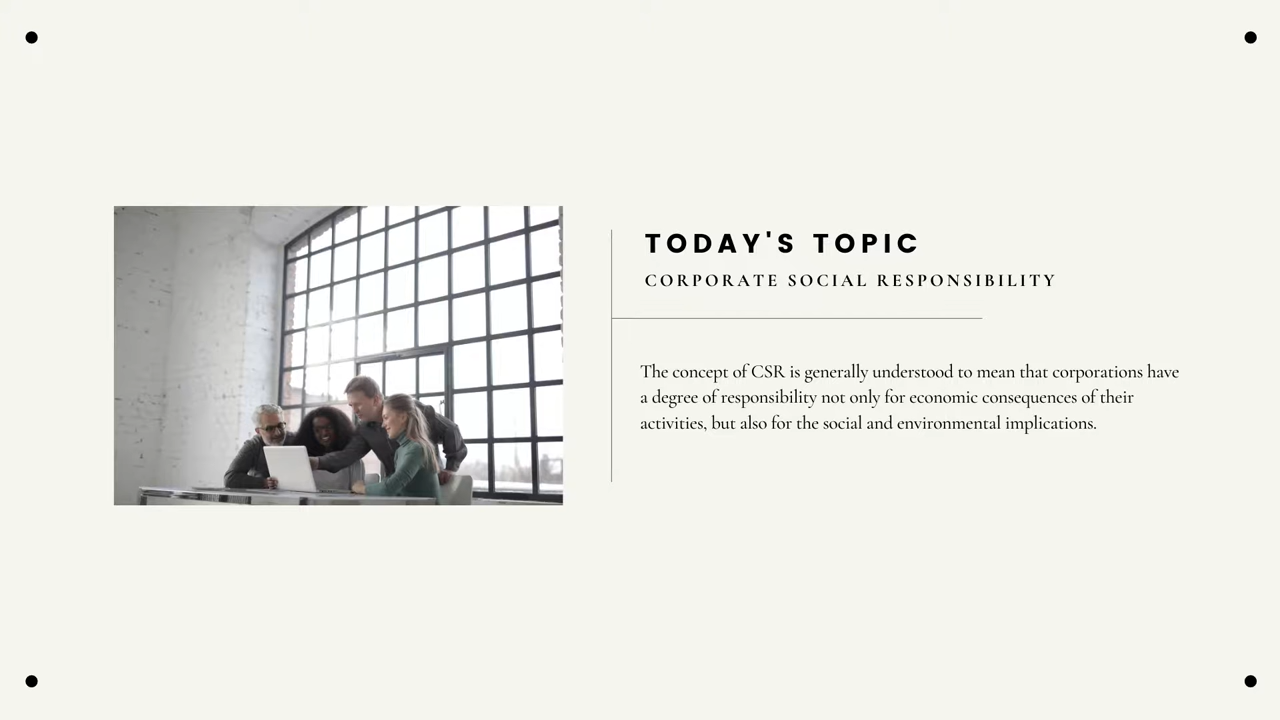 TODAY'S TOPIC
CORPORATE SOCIAL RESPONSIBILITY
The concept of CSR is generally understood to mean that corporations have
a degree of responsibility not only for economic consequences of their
activities, but also for the social and environmental implications.